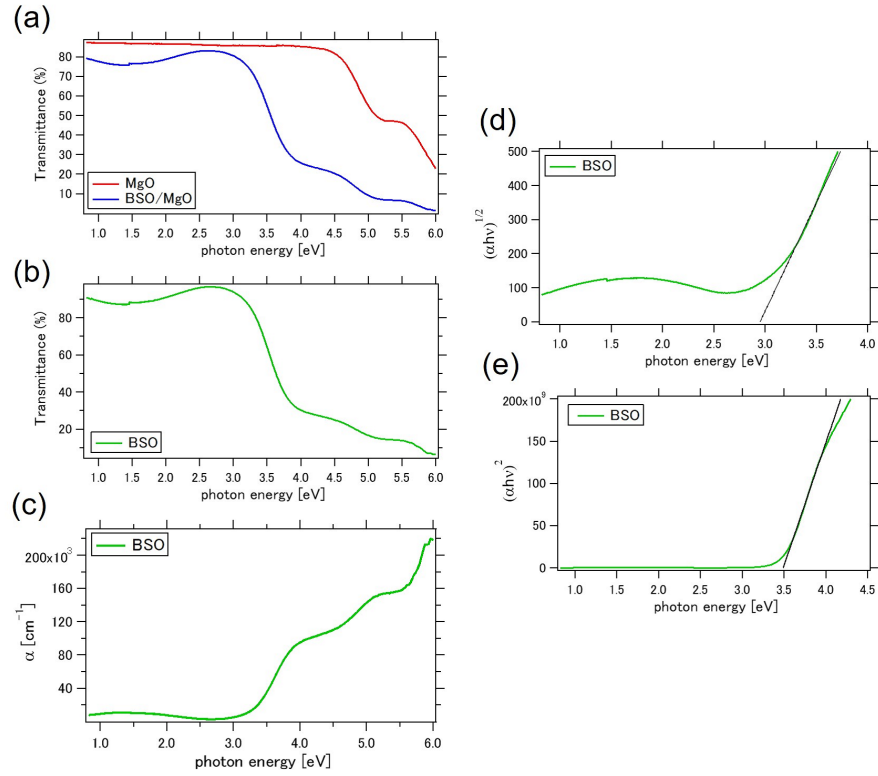 (a)
Transmittance (%)
80
70
60
50
40
30
20
10
MgO
BSO/MgO
1.0 1.5 2.0 2.5 3.0 3.5 4.0 4.5 5.0 5.5 6.0
photon energy [eV]
(b)
Transmittance (%)
80
60
40
20
BSO
1.0 1.5 2.0 2.5 3.0 3.5 4.0 4.5 5.0 5.5 6.0
photon energy [eV]
(c)
α [cm⁻¹]
200x10³
160
120
80
40
BSO
1.0 2.0 3.0 4.0 5.0 6.0
photon energy [eV]
(d)
(αhν)^1/2
500
400
300
200
100
0
BSO
1.0 1.5 2.0 2.5 3.0 3.5 4.0
photon energy [eV]
(e)
(αhν)²
200x10⁹
150
100
50
0
BSO
1.0 1.5 2.0 2.5 3.0 3.5 4.0 4.5
photon energy [eV]